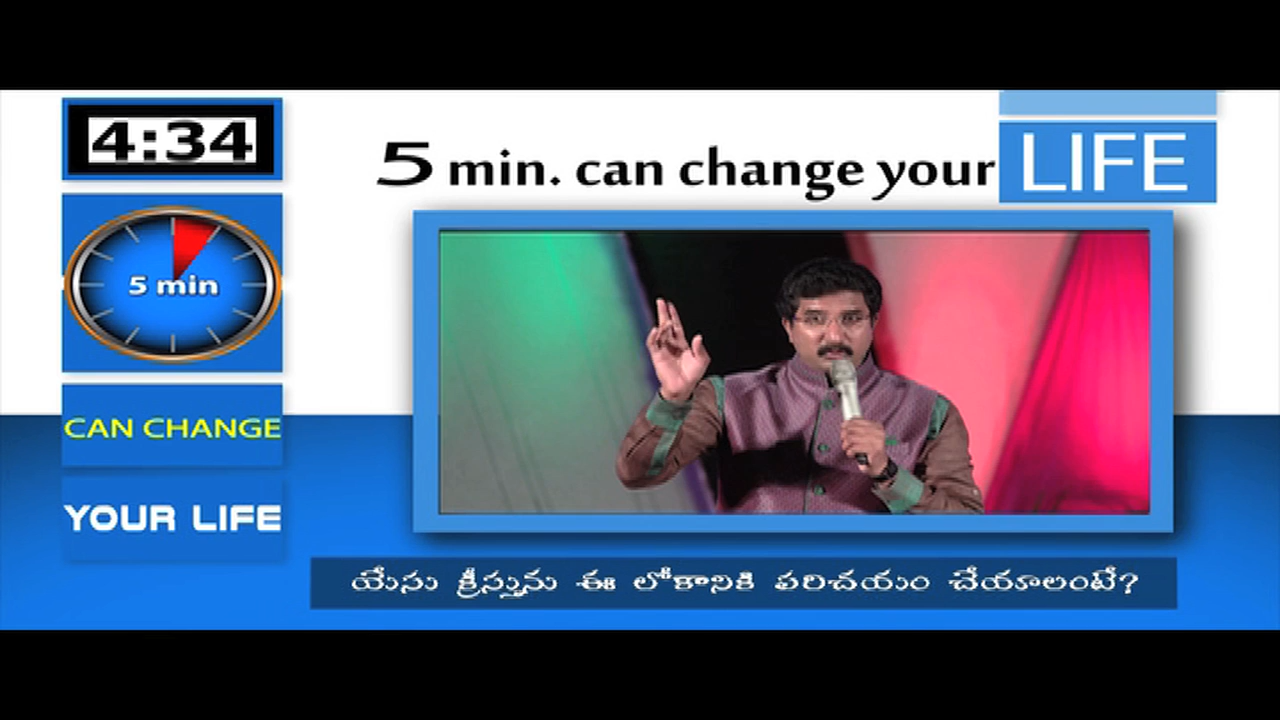 4:34
5 min. can change your LIFE
5 min
CAN CHANGE
YOUR LIFE
యేసు క్రీస్తును ఈ లోకానికి పరిచయం చేయాలంటే?